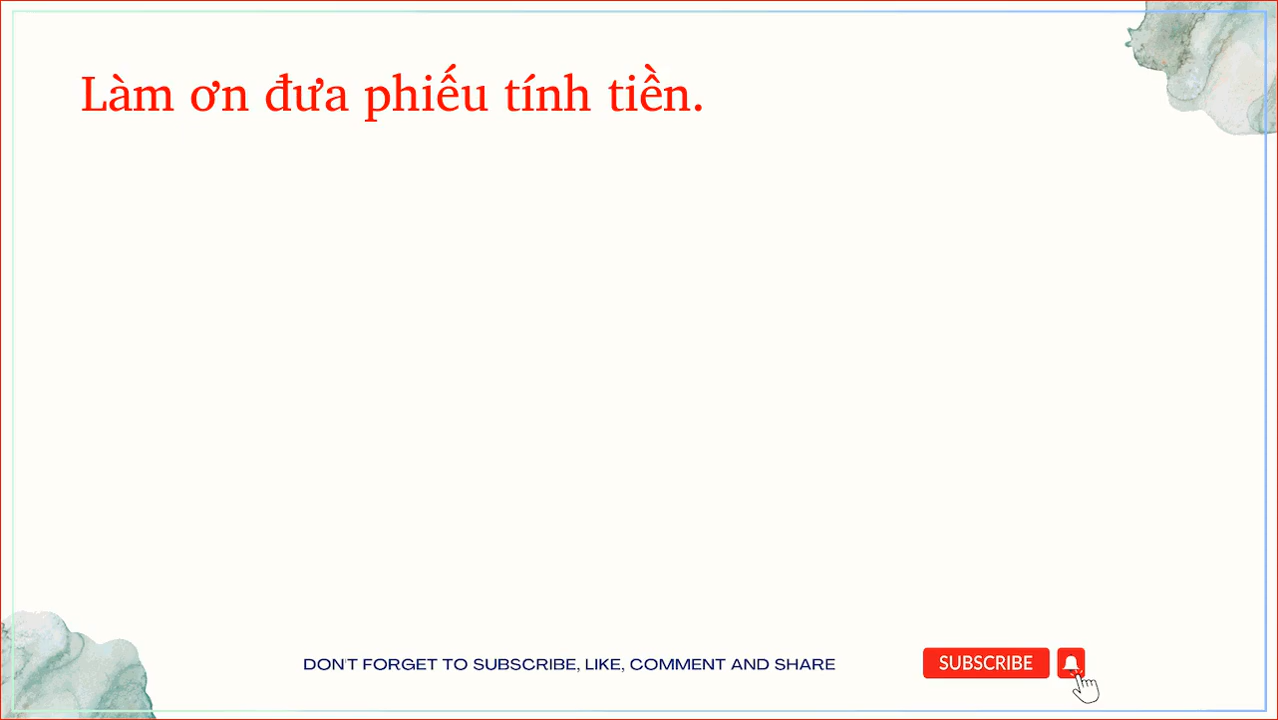 Làm ơn đưa phiếu tính tiền.
DON'T FORGET TO SUBSCRIBE, LIKE, COMMENT AND SHARE
SUBSCRIBE